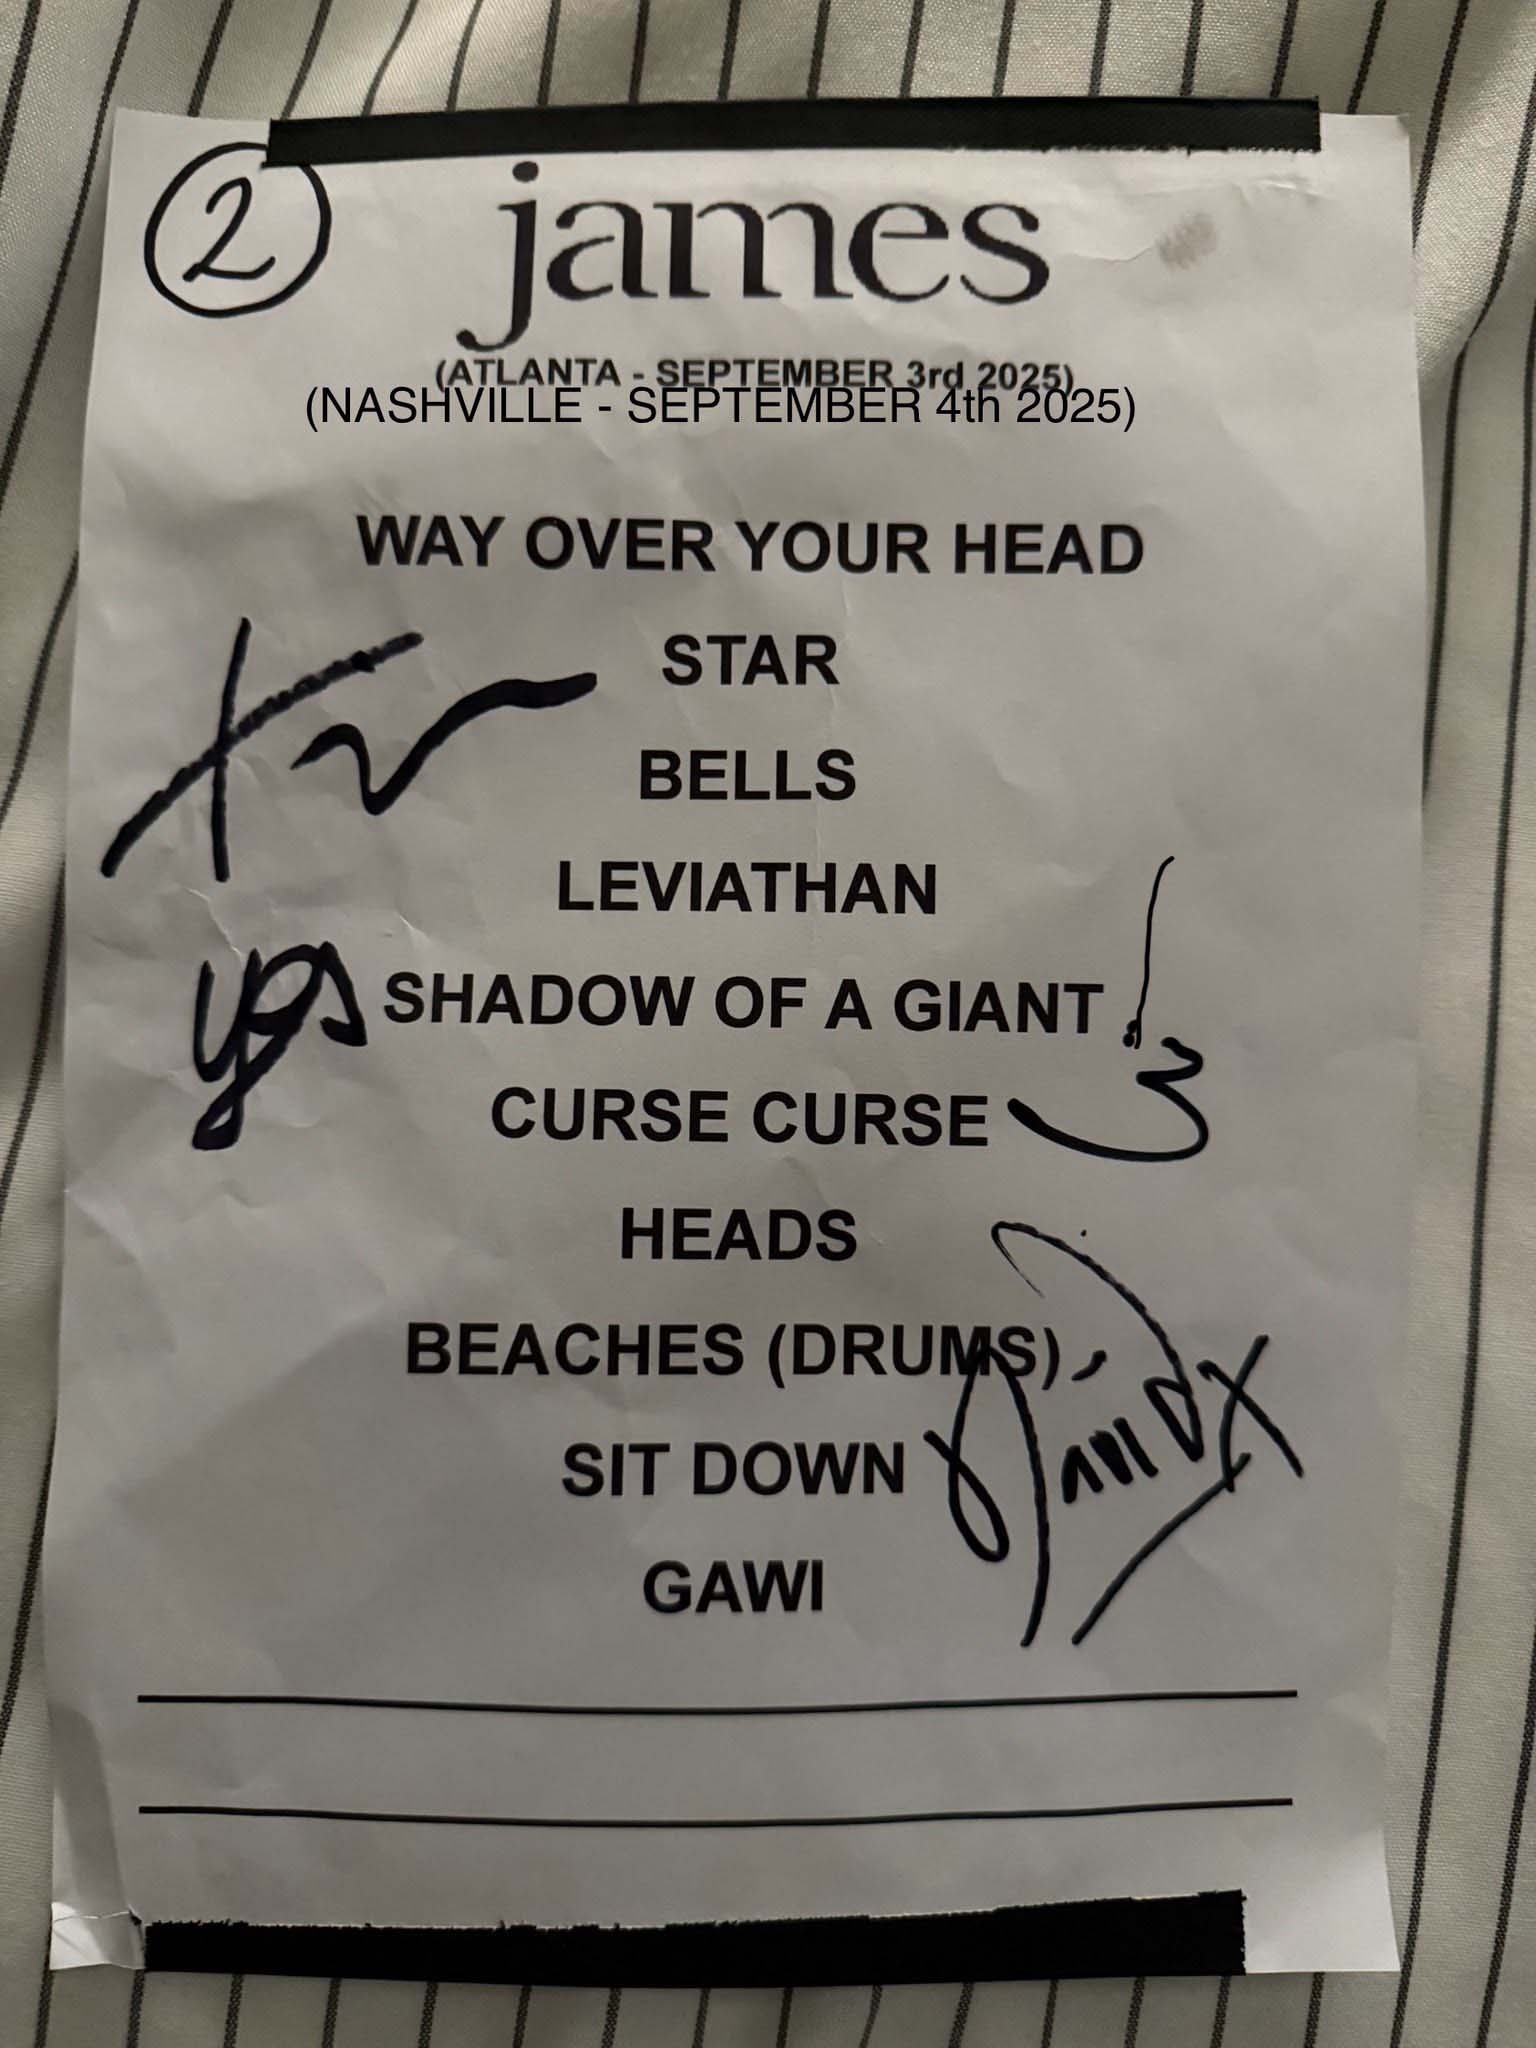 2
james
(ATLANTA - SEPTEMBER 3rd 2025)
(NASHVILLE - SEPTEMBER 4th 2025)
WAY OVER YOUR HEAD
STAR
BELLS
LEVIATHAN
yes SHADOW OF A GIANT
CURSE CURSE
HEADS
BEACHES (DRUMS)
SIT DOWN
GAWI